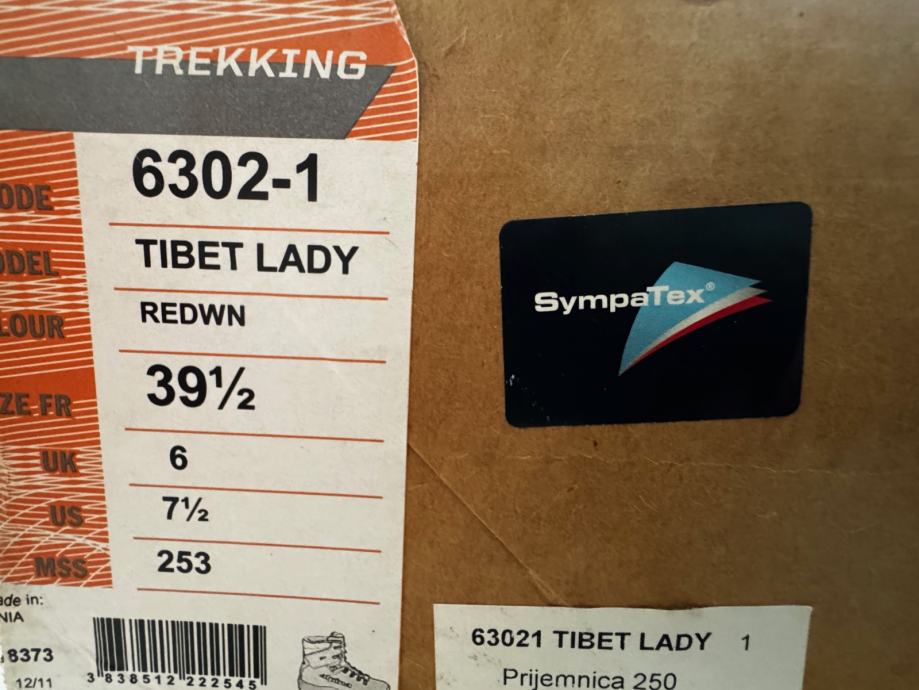 TREKKING
ODE 6302-1
ODEL TIBET LADY
LOUR REDWN
ZE FR 39½
UK 6
US 7½
MSS 253
ade in:
NIA
8373
12/11
3 838512 222545
SympaTex®
63021 TIBET LADY 1
Prijemnica 250